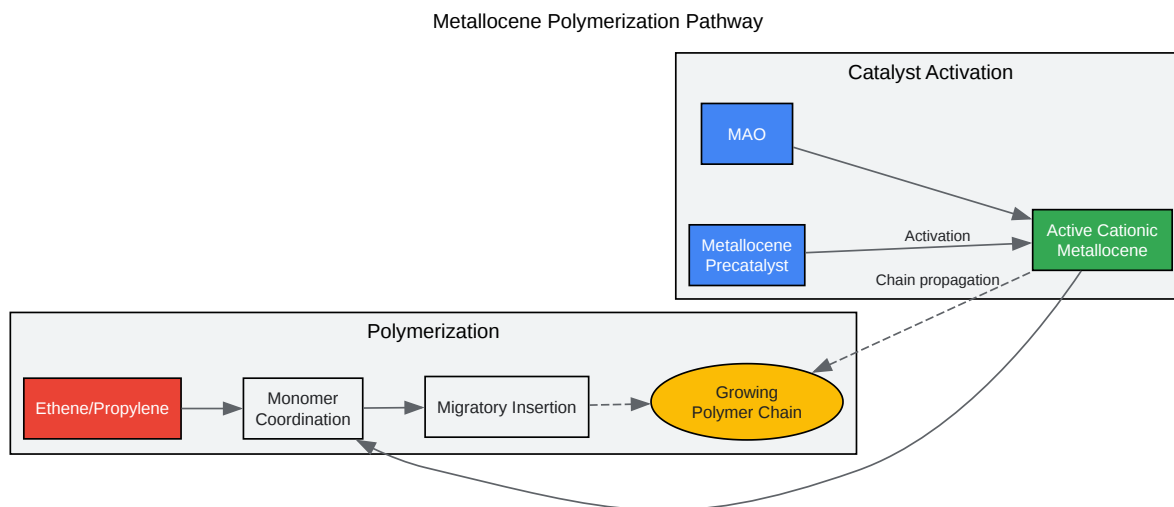 Metallocene Polymerization Pathway
Catalyst Activation
MAO
Metallocene
Precatalyst
Activation
Active Cationic
Metallocene
Chain propagation
Polymerization
Ethene/Propylene
Monomer
Coordination
Migratory Insertion
Growing
Polymer Chain